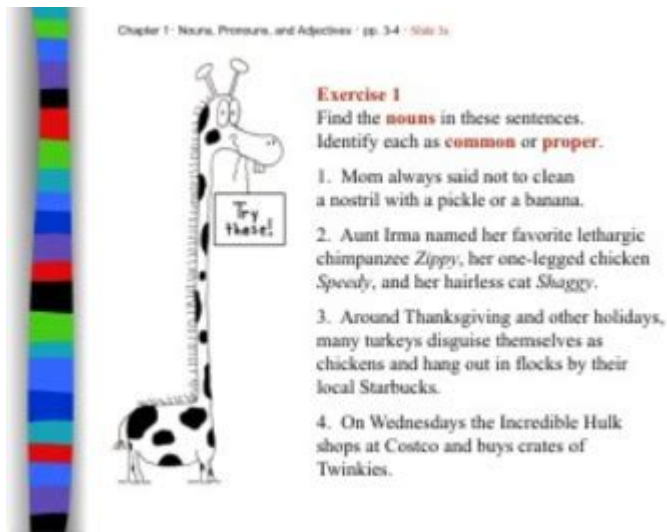 Chapter 1 · Nouns, Pronouns, and Adjectives · pp. 3-4 · Slide 3a
Exercise 1
Find the nouns in these sentences.
Identify each as common or proper.
1. Mom always said not to clean
a nostril with a pickle or a banana.
Try
these!
2. Aunt Irma named her favorite lethargic
chimpanzee Zippy, her one-legged chicken
Speedy, and her hairless cat Shaggy.
3. Around Thanksgiving and other holidays,
many turkeys disguise themselves as
chickens and hang out in flocks by their
local Starbucks.
4. On Wednesdays the Incredible Hulk
shops at Costco and buys crates of
Twinkies.